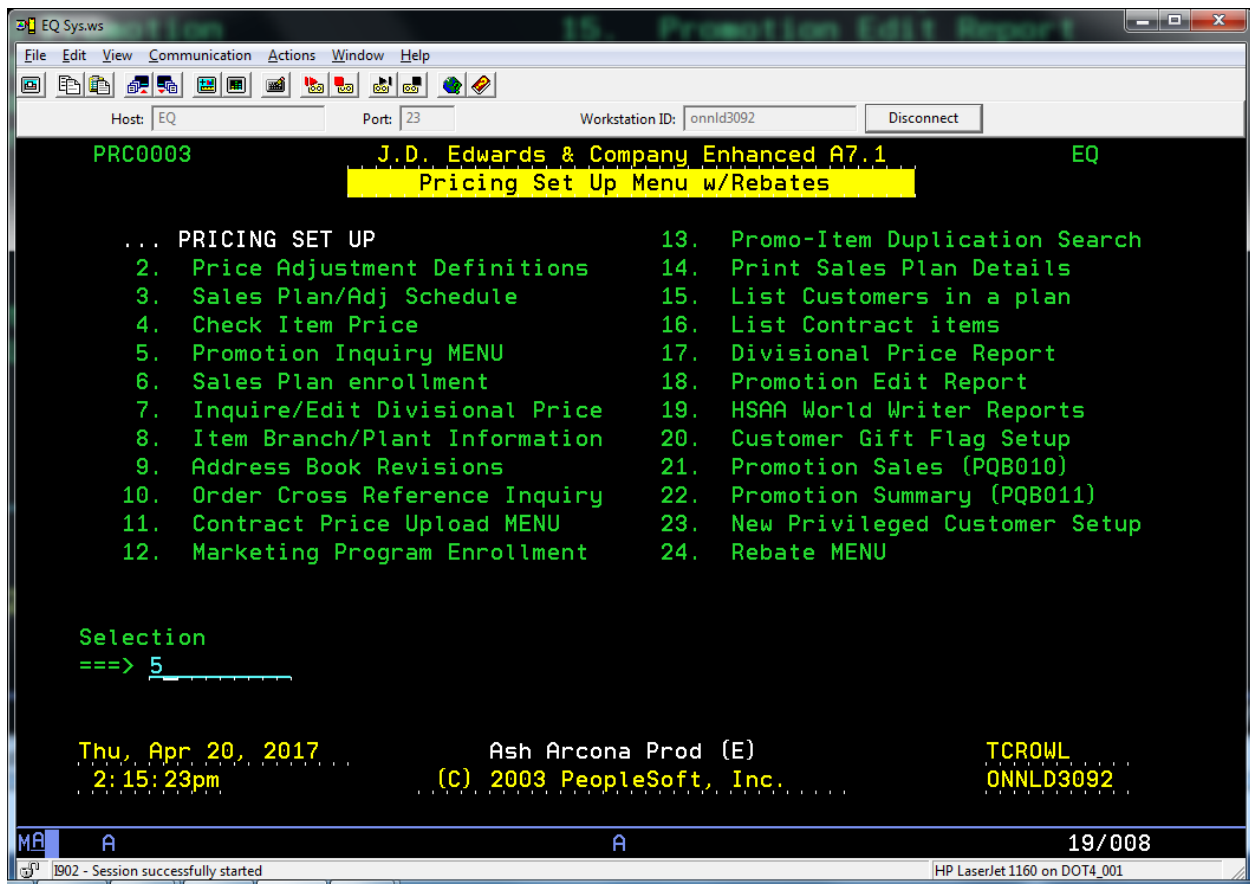 EQ Sys.ws
15. Promotion Edit Report
File Edit View Communication Actions Window Help
Host: EQ Port: 23 Workstation ID: onnld3092 Disconnect
PRC0003 J.D. Edwards & Company Enhanced A7.1 EQ
Pricing Set Up Menu w/Rebates
... PRICING SET UP
2. Price Adjustment Definitions
3. Sales Plan/Adj Schedule
4. Check Item Price
5. Promotion Inquiry MENU
6. Sales Plan enrollment
7. Inquire/Edit Divisional Price
8. Item Branch/Plant Information
9. Address Book Revisions
10. Order Cross Reference Inquiry
11. Contract Price Upload MENU
12. Marketing Program Enrollment
13. Promo-Item Duplication Search
14. Print Sales Plan Details
15. List Customers in a plan
16. List Contract items
17. Divisional Price Report
18. Promotion Edit Report
19. HSAA World Writer Reports
20. Customer Gift Flag Setup
21. Promotion Sales (PQB010)
22. Promotion Summary (PQB011)
23. New Privileged Customer Setup
24. Rebate MENU
Selection
===> 5
Thu, Apr 20, 2017 Ash Arcona Prod (E) TCROWL
2:15:23pm (C) 2003 PeopleSoft, Inc. ONNLD3092
MA A A 19/008
I902 - Session successfully started HP LaserJet 1160 on DOT4_001